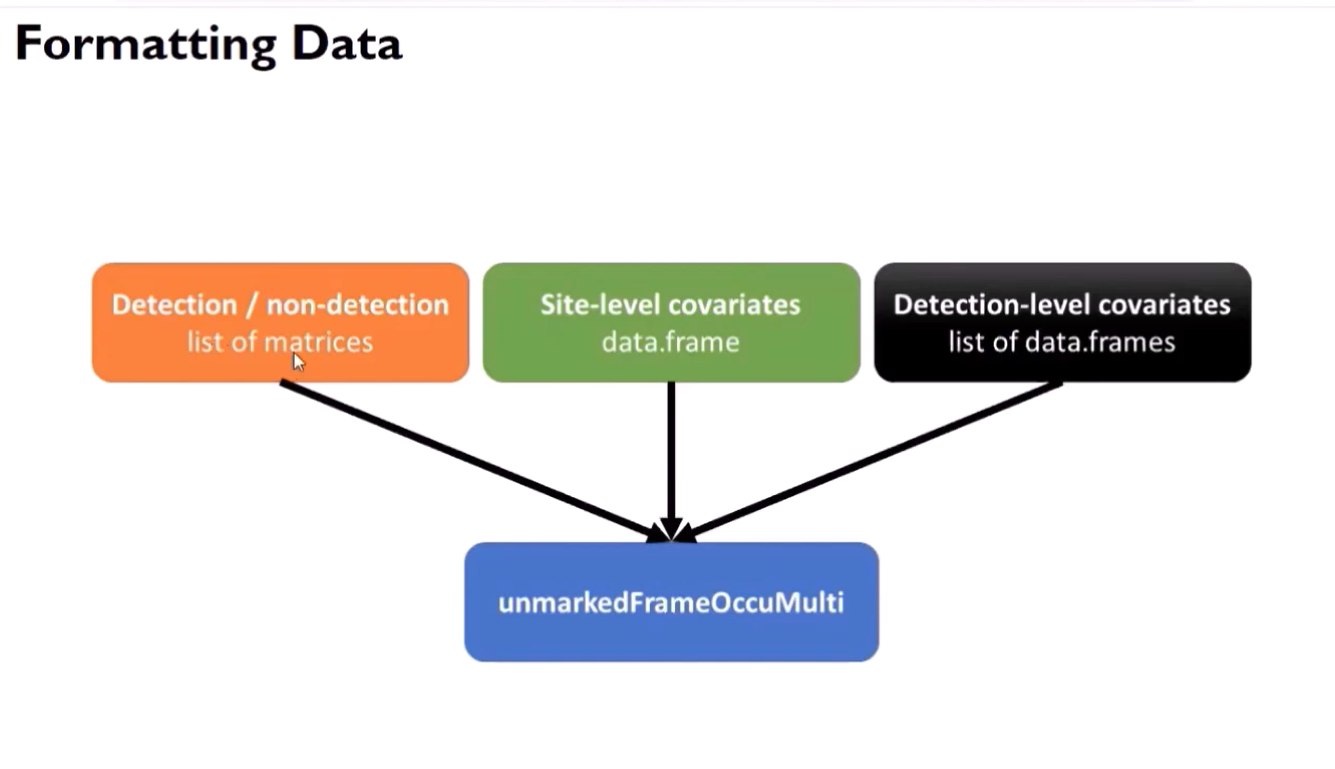 Formatting Data
Detection / non-detection
list of matrices
Site-level covariates
data.frame
Detection-level covariates
list of data.frames
unmarkedFrameOccuMulti